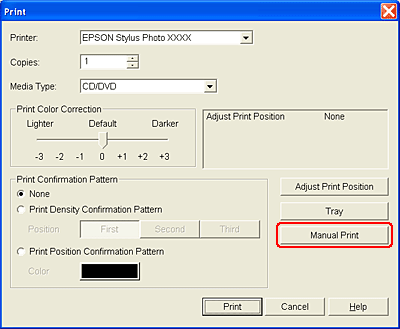 Print
Printer: EPSON Stylus Photo XXXX
Copies: 1
Media Type: CD/DVD
Print Color Correction
Lighter Default Darker
-3 -2 -1 0 +1 +2 +3
Adjust Print Position None
Print Confirmation Pattern
None
Print Density Confirmation Pattern
Position First Second Third
Print Position Confirmation Pattern
Color
Adjust Print Position
Tray
Manual Print
Print Cancel Help